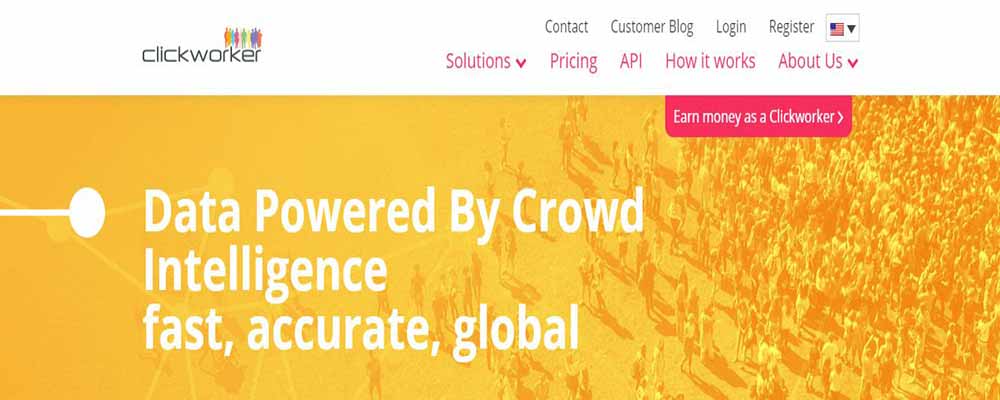 Contact Customer Blog Login Register
clickworker
Solutions Pricing API How it works About Us
Earn money as a Clickworker
Data Powered By Crowd
Intelligence
fast, accurate, global